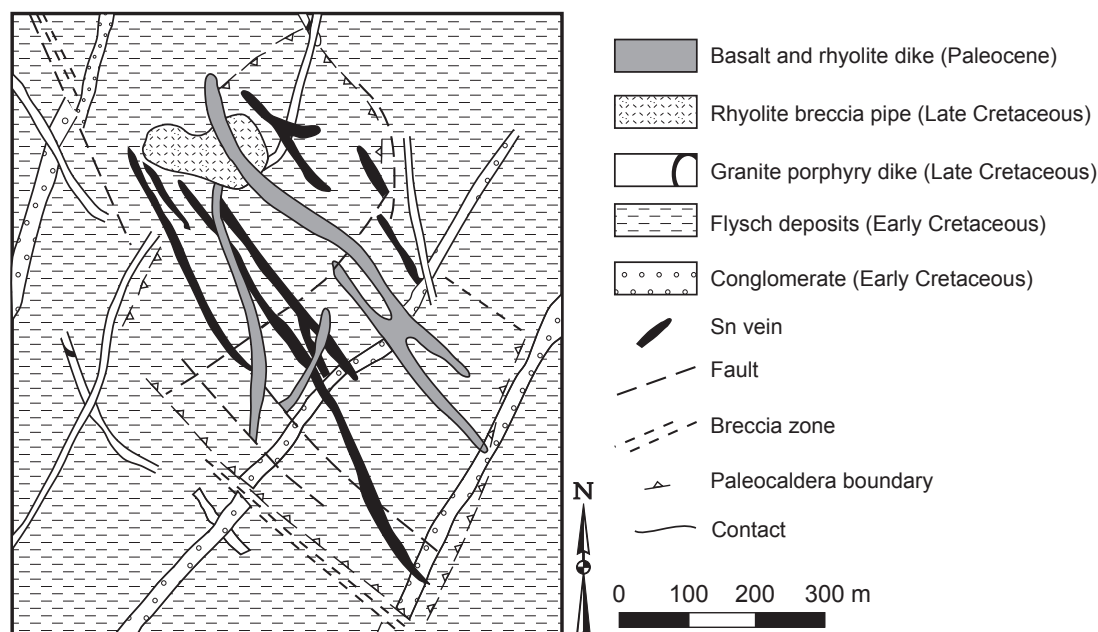 Basalt and rhyolite dike (Paleocene)
Rhyolite breccia pipe (Late Cretaceous)
Granite porphyry dike (Late Cretaceous)
Flysch deposits (Early Cretaceous)
Conglomerate (Early Cretaceous)
Sn vein
Fault
Breccia zone
Paleocaldera boundary
Contact
N
0 100 200 300 m